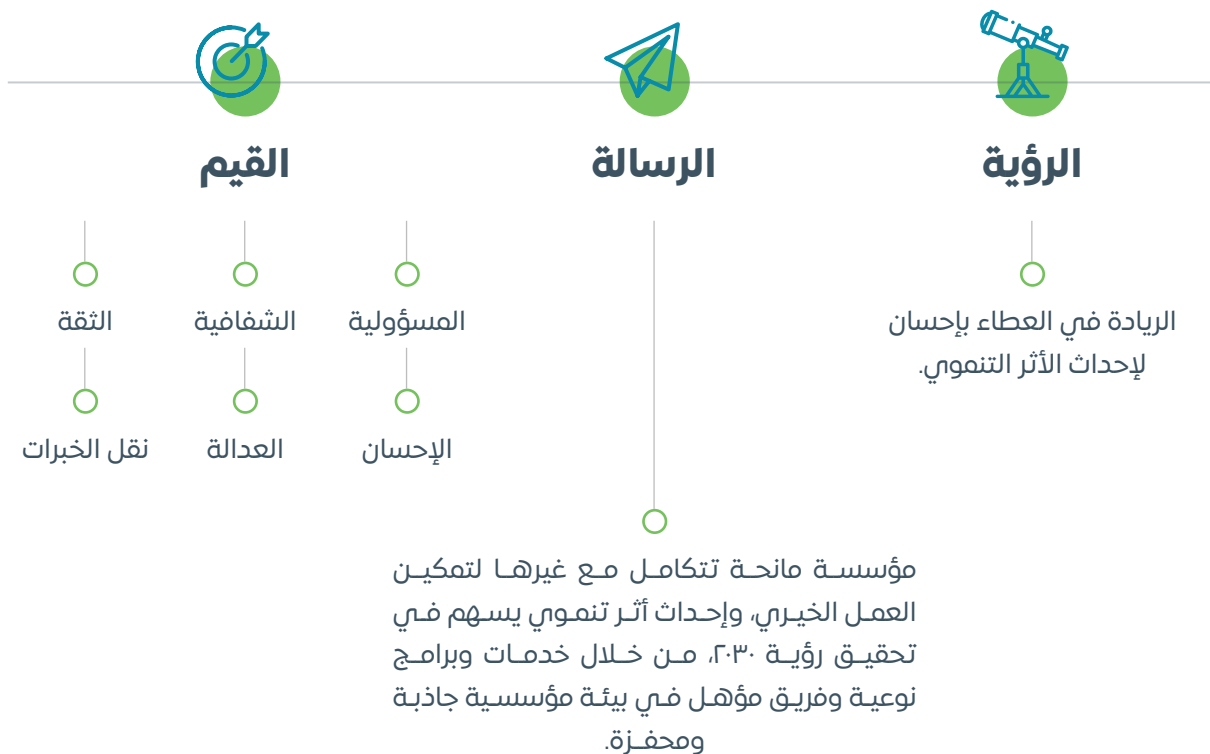 الرؤية
الريادة في العطاء بإحسان
لإحداث الأثر التنموي.
الرسالة
مؤسسة مانحة تتكامل مع غيرها لتمكين
العمل الخيري، وإحداث أثر تنموي يسهم في
تحقيق رؤية ٢٠٣٠، من خلال خدمات وبرامج
نوعية وفريق مؤهل في بيئة مؤسسية جاذبة
ومحفزة.
القيم
المسؤولية
الشفافية
الثقة
الإحسان
العدالة
نقل الخبرات